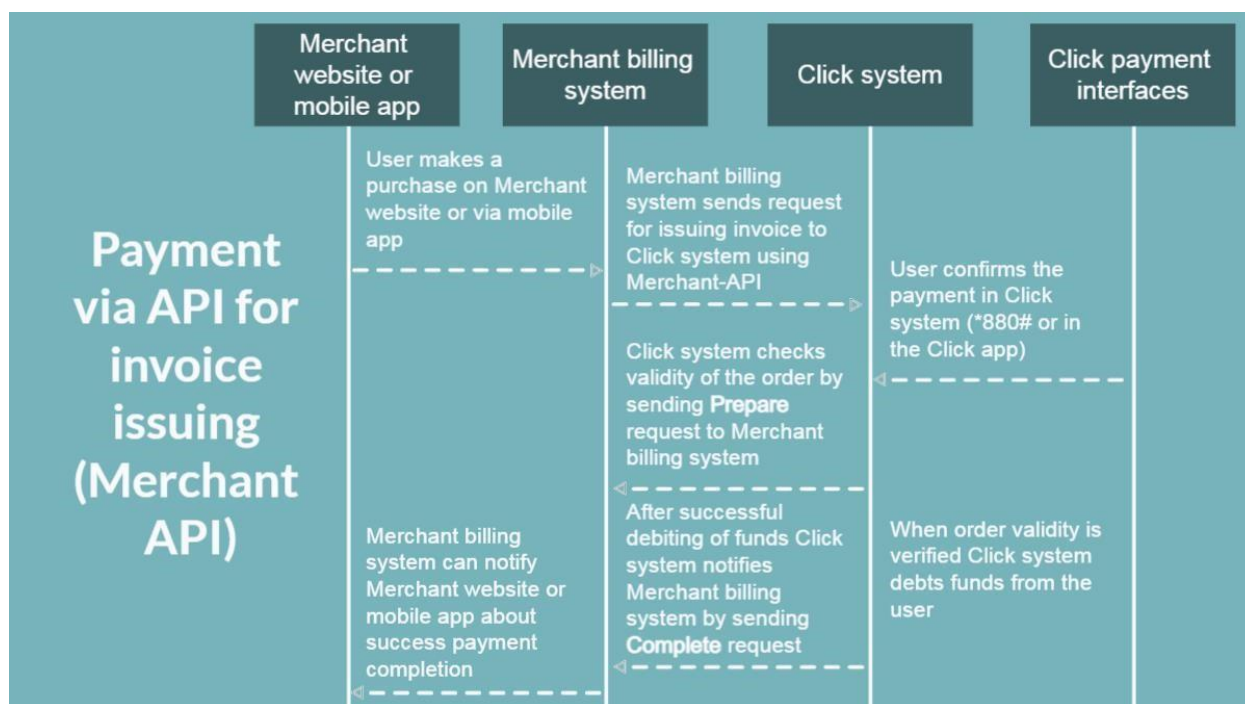 Merchant
website or
mobile app
Merchant billing
system
Click system
Click payment
interfaces
Payment
via API for
invoice
issuing
(Merchant
API)
User makes a
purchase on Merchant
website or via mobile
app
Merchant billing
system sends request
for issuing invoice to
Click system using
Merchant-API
User confirms the
payment in Click
system (*880# or in
the Click app)
Click system checks
validity of the order by
sending Prepare
request to Merchant
billing system
When order validity is
verified Click system
debts funds from the
user
After successful
debiting of funds Click
system notifies
Merchant billing
system by sending
Complete request
Merchant billing
system can notify
Merchant website or
mobile app about
success payment
completion